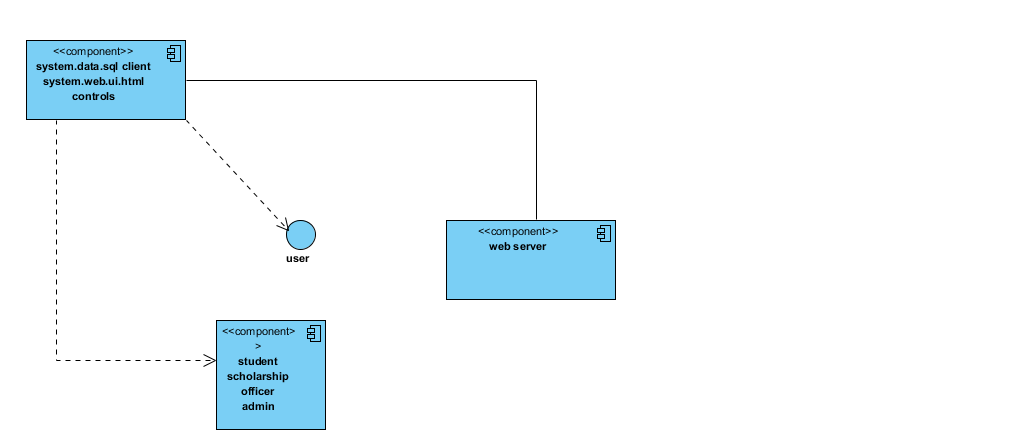 <<component>>
system.data.sql client
system.web.ui.html
controls
<<component>>
web server
user
<<component>
>
student
scholarship
officer
admin